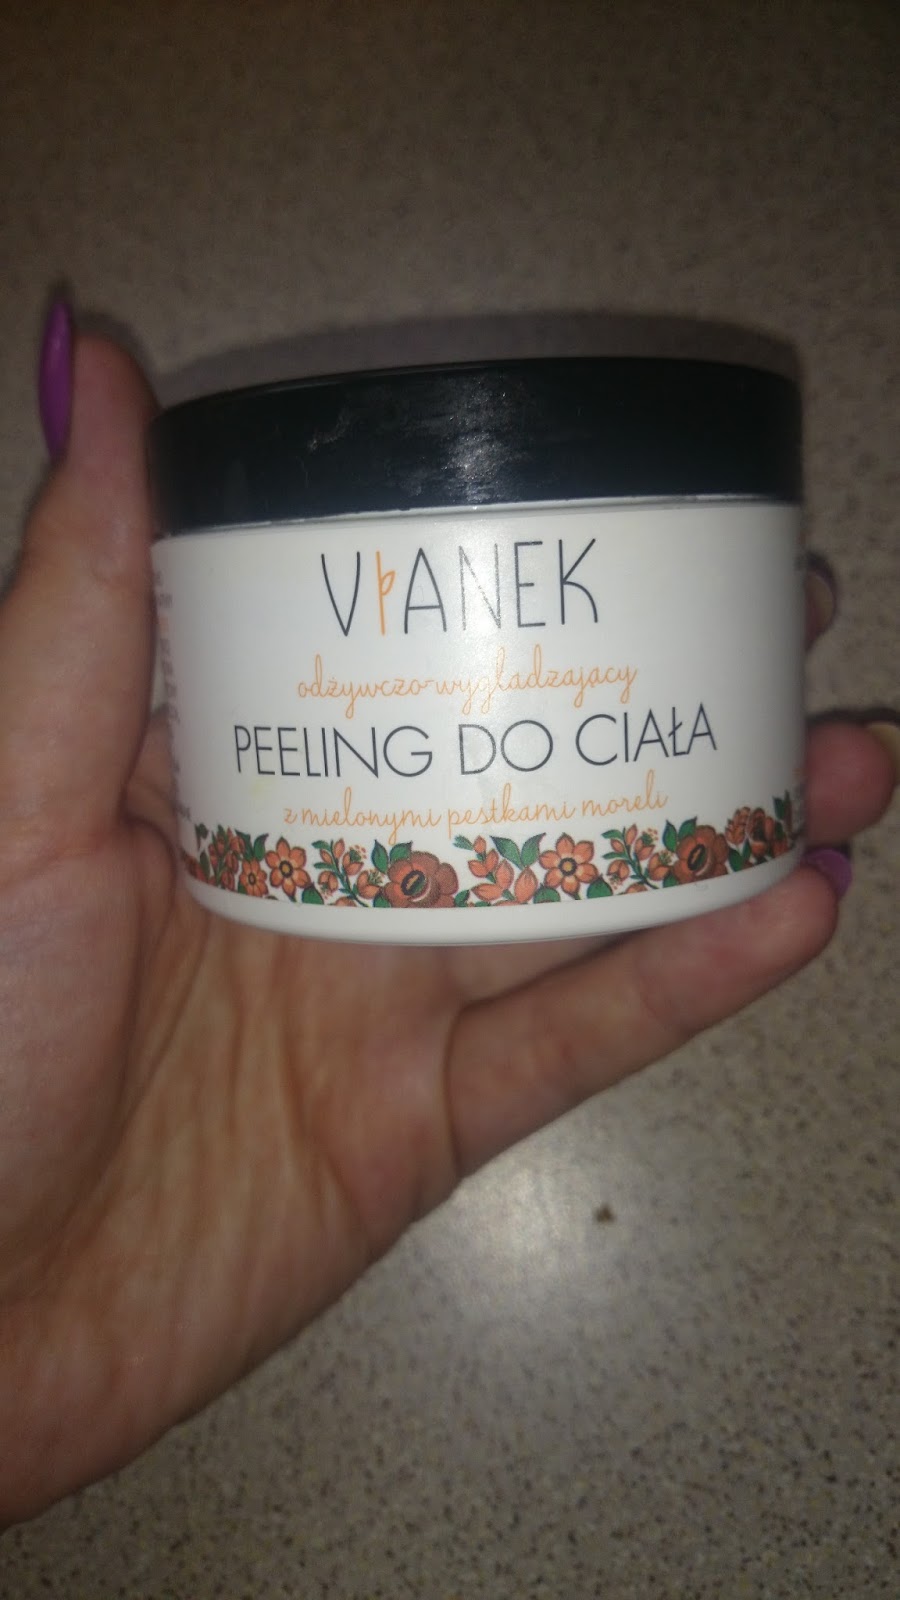 VIANEK
odżywczo-wygładzający
PEELING DO CIAŁA
z mielonymi pestkami moreli